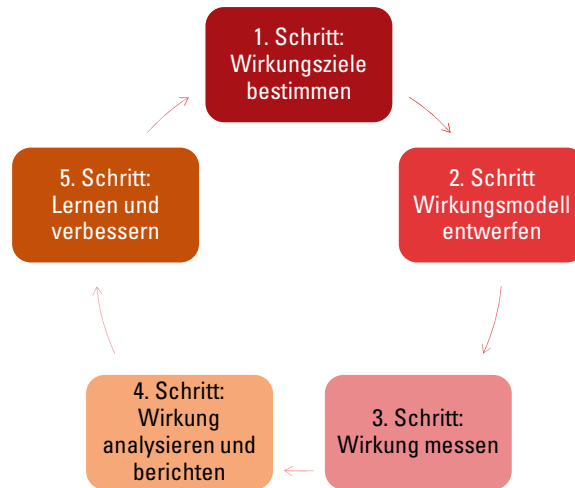 1. Schritt:
Wirkungsziele
bestimmen
2. Schritt
Wirkungsmodell
entwerfen
3. Schritt:
Wirkung messen
4. Schritt:
Wirkung
analysieren und
berichten
5. Schritt:
Lernen und
verbessern